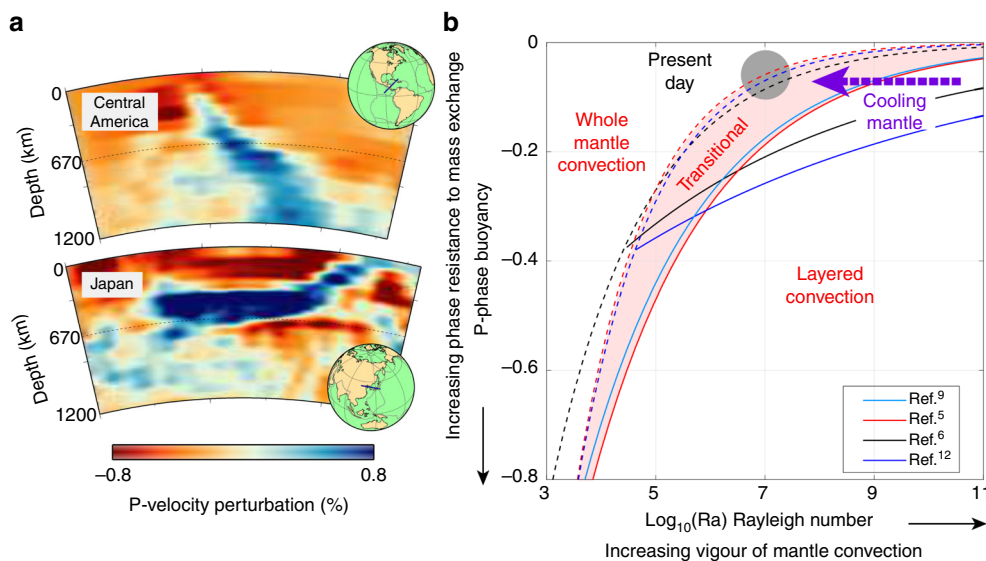 a
Central
America
0
670
1200
Depth (km)
Japan
0
670
1200
Depth (km)
−0.8
0.8
P-velocity perturbation (%)
b
Increasing phase resistance to mass exchange
P-phase buoyancy
0
−0.2
−0.4
−0.6
−0.8
Present
day
Whole
mantle
convection
Transitional
Cooling
mantle
Layered
convection
Ref.⁹
Ref.⁵
Ref.⁶
Ref.¹²
3
5
7
9
11
Log₁₀(Ra) Rayleigh number
Increasing vigour of mantle convection